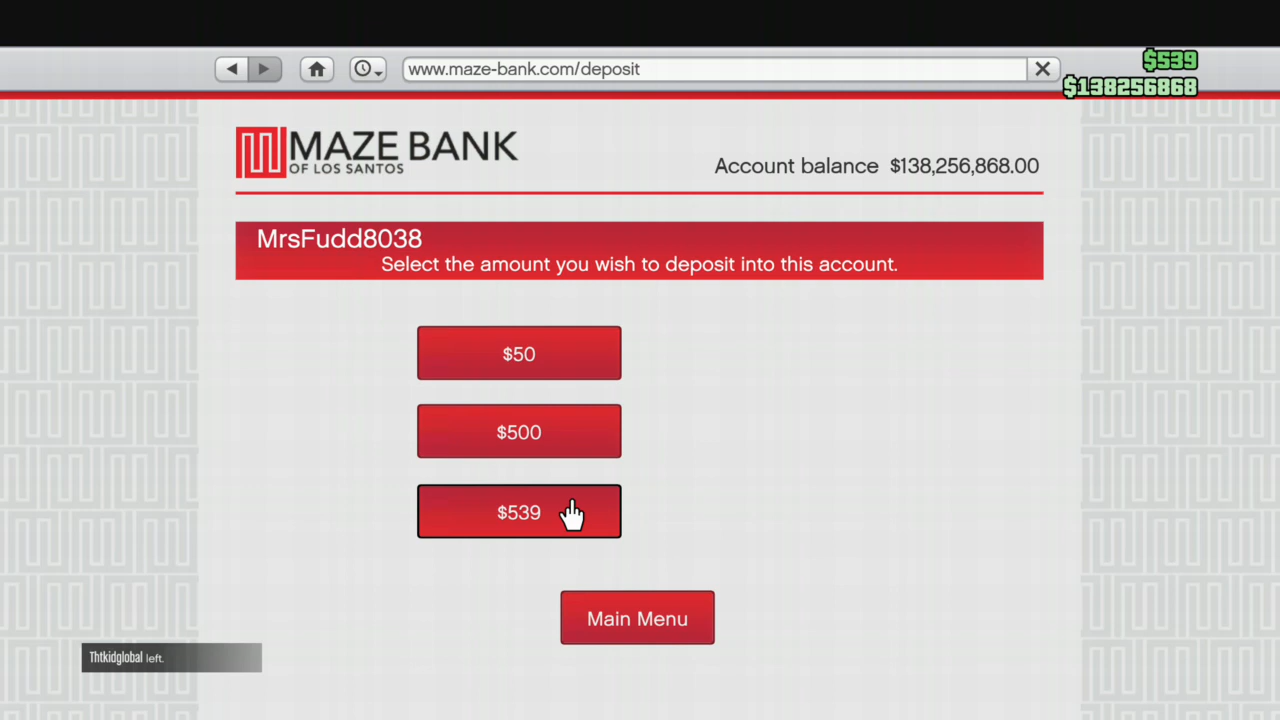 www.maze-bank.com/deposit
$539
$138256868
MAZE BANK
OF LOS SANTOS
Account balance $138,256,868.00
MrsFudd8038
Select the amount you wish to deposit into this account.
$50
$500
$539
Main Menu
Thtkidglobal left.